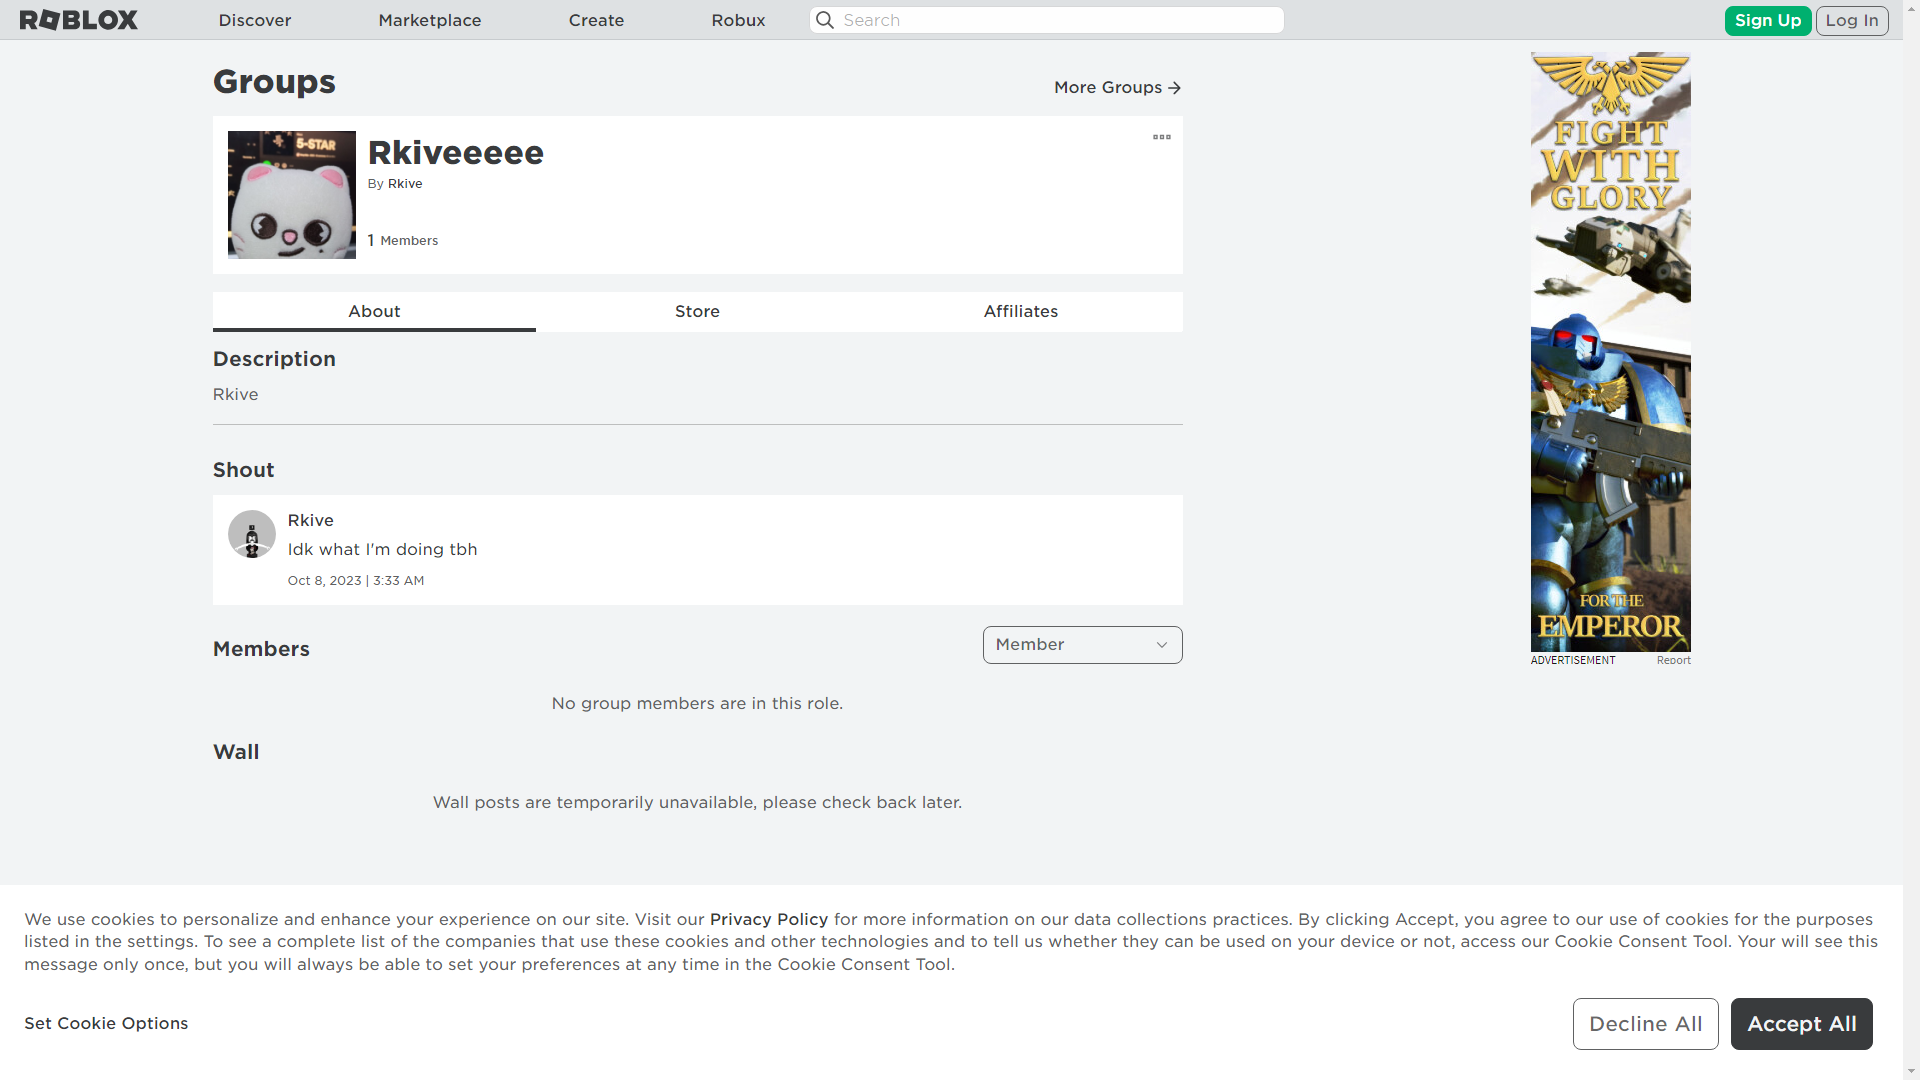 ROBLOX
Discover
Marketplace
Create
Robux
Search
Sign Up
Log In
Groups
More Groups
5-STAR
Rkiveeeee
By Rkive
1 Members
About
Store
Affiliates
Description
Rkive
Shout
Rkive
Idk what I'm doing tbh
Oct 8, 2023 | 3:33 AM
Members
Member
No group members are in this role.
Wall
Wall posts are temporarily unavailable, please check back later.
FIGHT
WITH
GLORY
FOR THE
EMPEROR
ADVERTISEMENT
Report
We use cookies to personalize and enhance your experience on our site. Visit our Privacy Policy for more information on our data collections practices. By clicking Accept, you agree to our use of cookies for the purposes
listed in the settings. To see a complete list of the companies that use these cookies and other technologies and to tell us whether they can be used on your device or not, access our Cookie Consent Tool. Your will see this
message only once, but you will always be able to set your preferences at any time in the Cookie Consent Tool.
Set Cookie Options
Decline All
Accept All